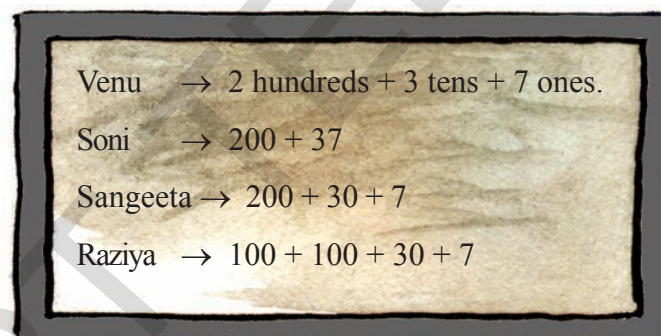 Venu → 2 hundreds + 3 tens + 7 ones.
Soni → 200 + 37
Sangeeta → 200 + 30 + 7
Raziya → 100 + 100 + 30 + 7